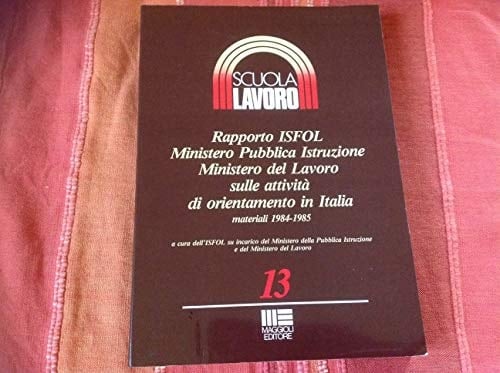 SCUOLA
LAVORO
Rapporto ISFOL
Ministero Pubblica Istruzione
Ministero del Lavoro
sulle attività
di orientamento in Italia
materiali 1984-1985
a cura dell'ISFOL su incarico del Ministero della Pubblica Istruzione
e del Ministero del Lavoro
13
MAGGIOLI
EDITORE